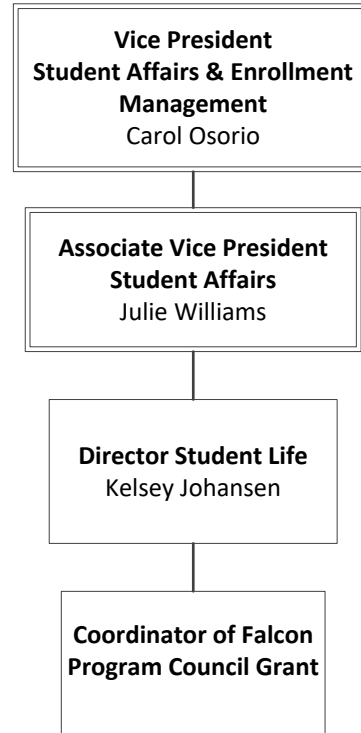 Vice President
Student Affairs & Enrollment
Management
Carol Osorio
Associate Vice President
Student Affairs
Julie Williams
Director Student Life
Kelsey Johansen
Coordinator of Falcon
Program Council Grant